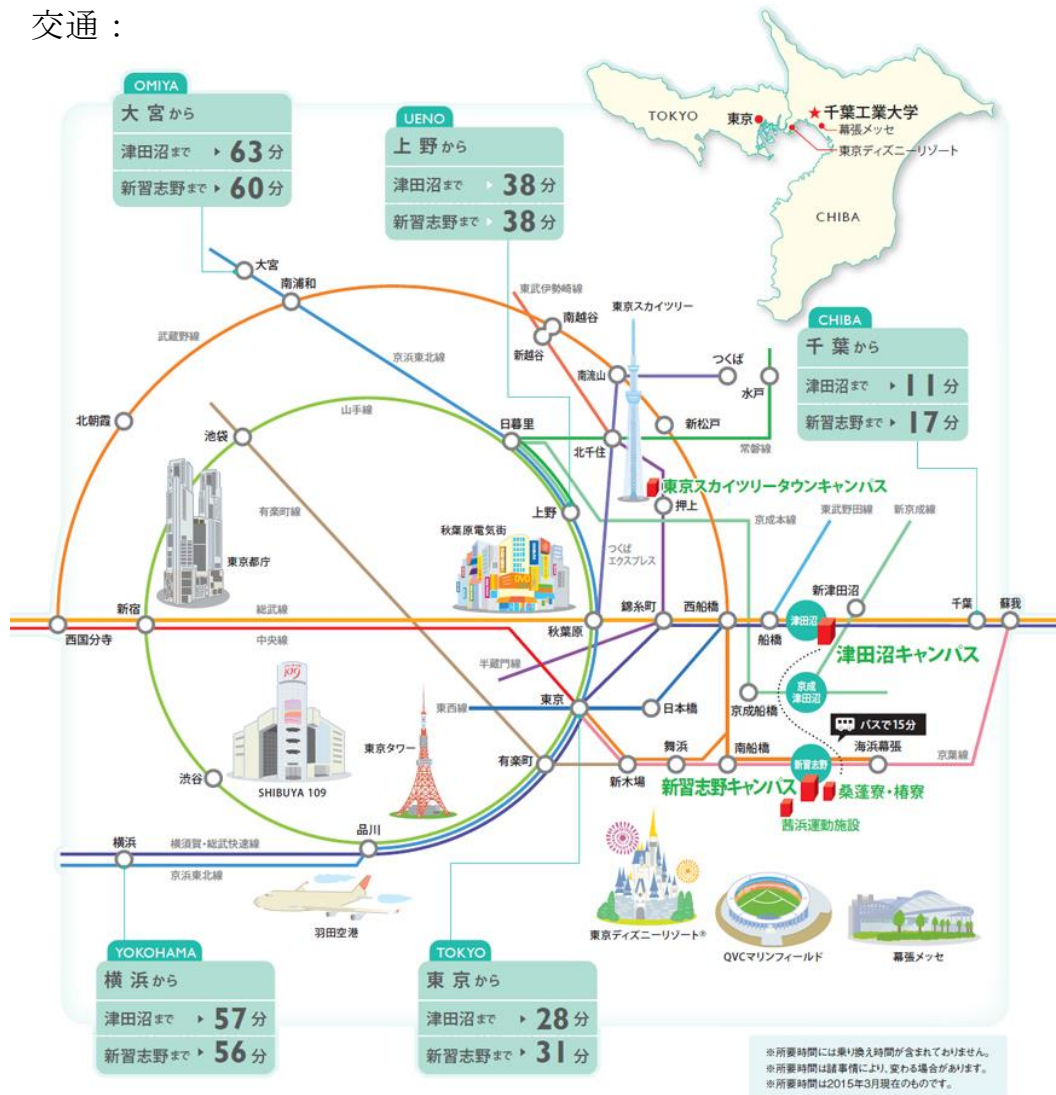 交通：
OMIYA
大宮から
津田沼まで ▶ 63分
新習志野まで ▶ 60分
UENO
上野から
津田沼まで ▶ 38分
新習志野まで ▶ 38分
TOKYO
東京
★千葉工業大学
幕張メッセ
東京ディズニーリゾート
CHIBA
CHIBA
千葉から
津田沼まで ▶ 11分
新習志野まで ▶ 17分
大宮
南浦和
武蔵野線
京浜東北線
東武伊勢崎線
南越谷
新越谷
東京スカイツリー
南流山
つくば
水戸
北朝霞
山手線
池袋
日暮里
北千住
新松戸
常磐線
有楽町線
東京都庁
上野
秋葉原電気街
DVD
東京スカイツリータウンキャンパス
押上
京成本線
東武野田線
新京成線
つくば
エクスプレス
新宿
総武線
秋葉原
錦糸町
西船橋
船橋
津田沼
新津田沼
千葉
蘇我
西国分寺
中央線
津田沼キャンパス
半蔵門線
東西線
東京
日本橋
京成船橋
京成
津田沼
バスで15分
109
SHIBUYA 109
東京タワー
渋谷
有楽町
新木場
舞浜
南船橋
新習志野
海浜幕張
京葉線
新習志野キャンパス
桑蓬寮・椿寮
茜浜運動施設
横浜
横須賀・総武快速線
京浜東北線
品川
羽田空港
東京ディズニーリゾート®
QVCマリンフィールド
幕張メッセ
YOKOHAMA
横浜から
津田沼まで ▶ 57分
新習志野まで ▶ 56分
TOKYO
東京から
津田沼まで ▶ 28分
新習志野まで ▶ 31分
※所要時間には乗り換え時間が含まれておりません。
※所要時間は諸事情により、変わる場合があります。
※所要時間は2015年3月現在のものです。